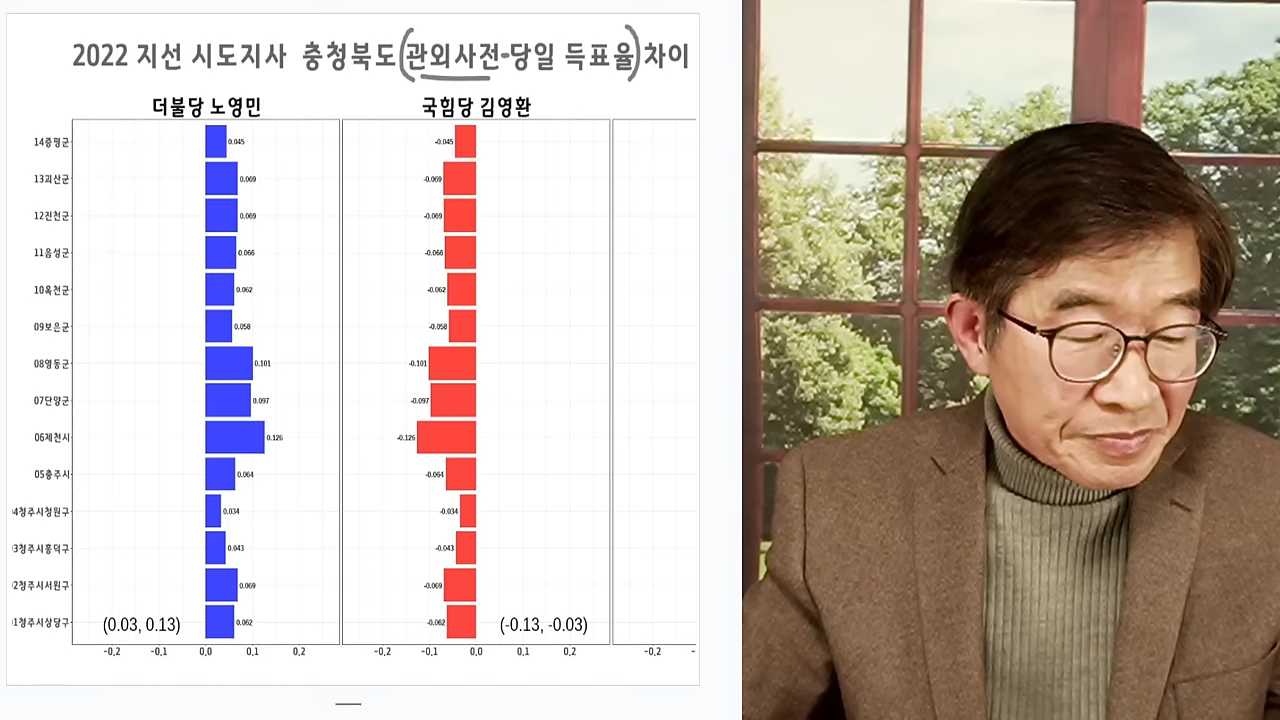 2022 지선 시도지사 충청북도(관외사전-당일 득표율)차이
더불당 노영민 국힘당 김영환
14증평군 0.045 -0.045
13괴산군 0.069 -0.069
12진천군 0.069 -0.069
11음성군 0.066 -0.066
10옥천군 0.062 -0.062
09보은군 0.058 -0.058
08영동군 0.101 -0.101
07단양군 0.097 -0.097
06제천시 0.126 -0.126
05충주시 0.064 -0.064
4청주시청원구 0.034 -0.034
3청주시흥덕구 0.043 -0.043
2청주시서원구 0.069 -0.069
1청주시상당구 0.062 -0.062
(0.03, 0.13) (-0.13, -0.03)
-0,2 -0,1 0,0 0,1 0,2 -0,2 -0,1 0,0 0,1 0,2 -0,2